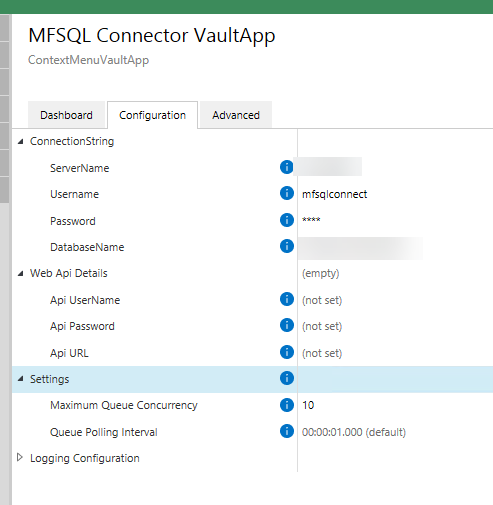 MFSQL Connector VaultApp
ContextMenuVaultApp
Dashboard Configuration Advanced
ConnectionString
ServerName
Username mfsqlconnect
Password ****
DatabaseName
Web Api Details (empty)
Api UserName (not set)
Api Password (not set)
Api URL (not set)
Settings
Maximum Queue Concurrency 10
Queue Polling Interval 00:00:01.000 (default)
Logging Configuration